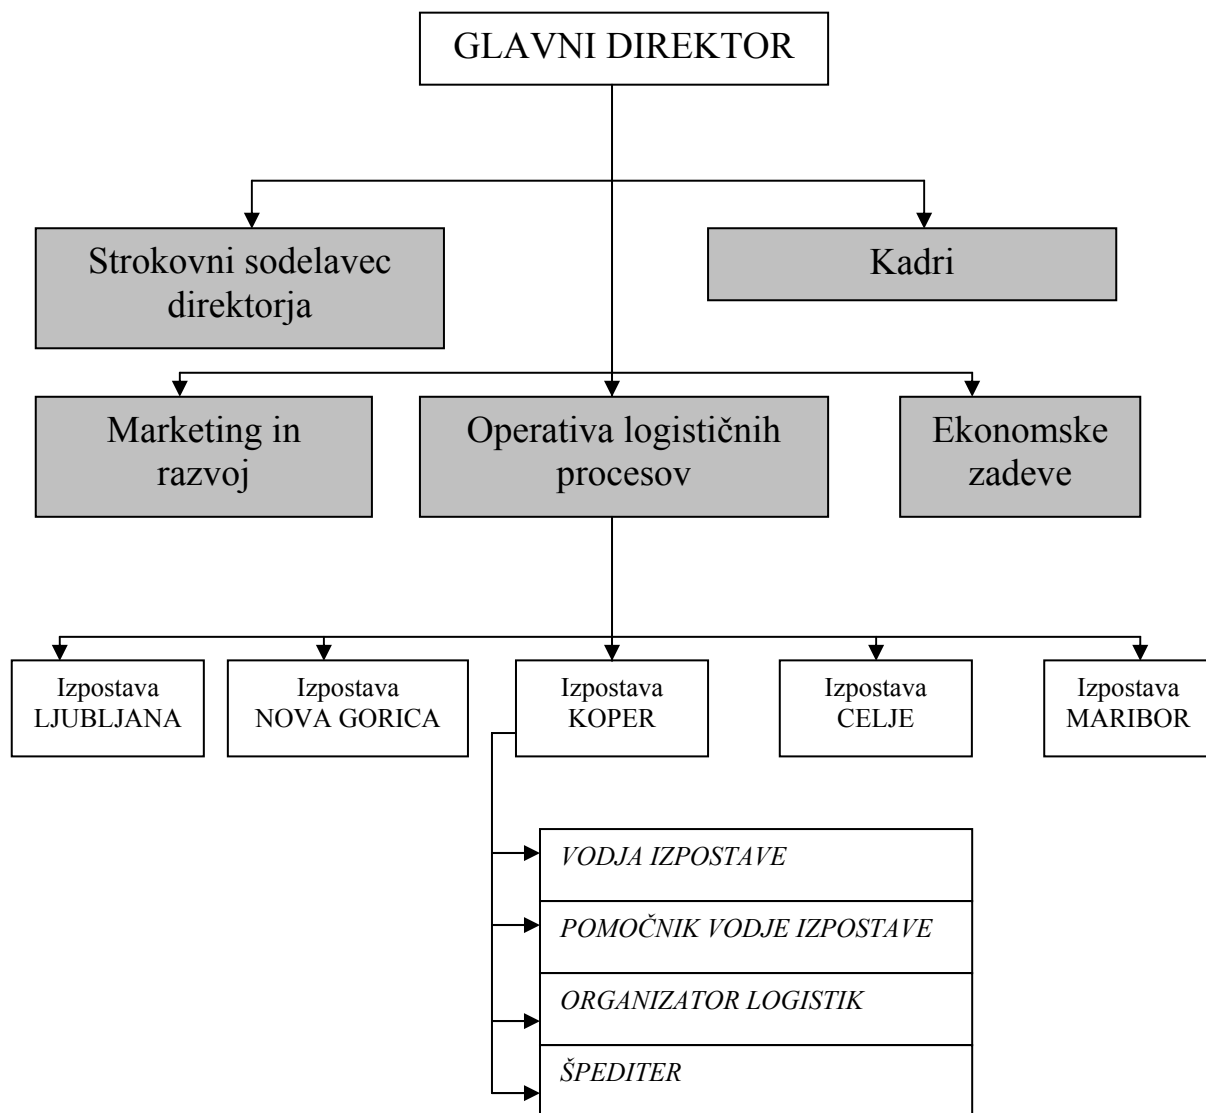 GLAVNI DIREKTOR
Strokovni sodelavec
direktorja
Kadri
Marketing in
razvoj
Operativa logističnih
procesov
Ekonomske
zadeve
Izpostava
LJUBLJANA
Izpostava
NOVA GORICA
Izpostava
KOPER
Izpostava
CELJE
Izpostava
MARIBOR
VODJA IZPOSTAVE
POMOČNIK VODJE IZPOSTAVE
ORGANIZATOR LOGISTIK
ŠPEDITER